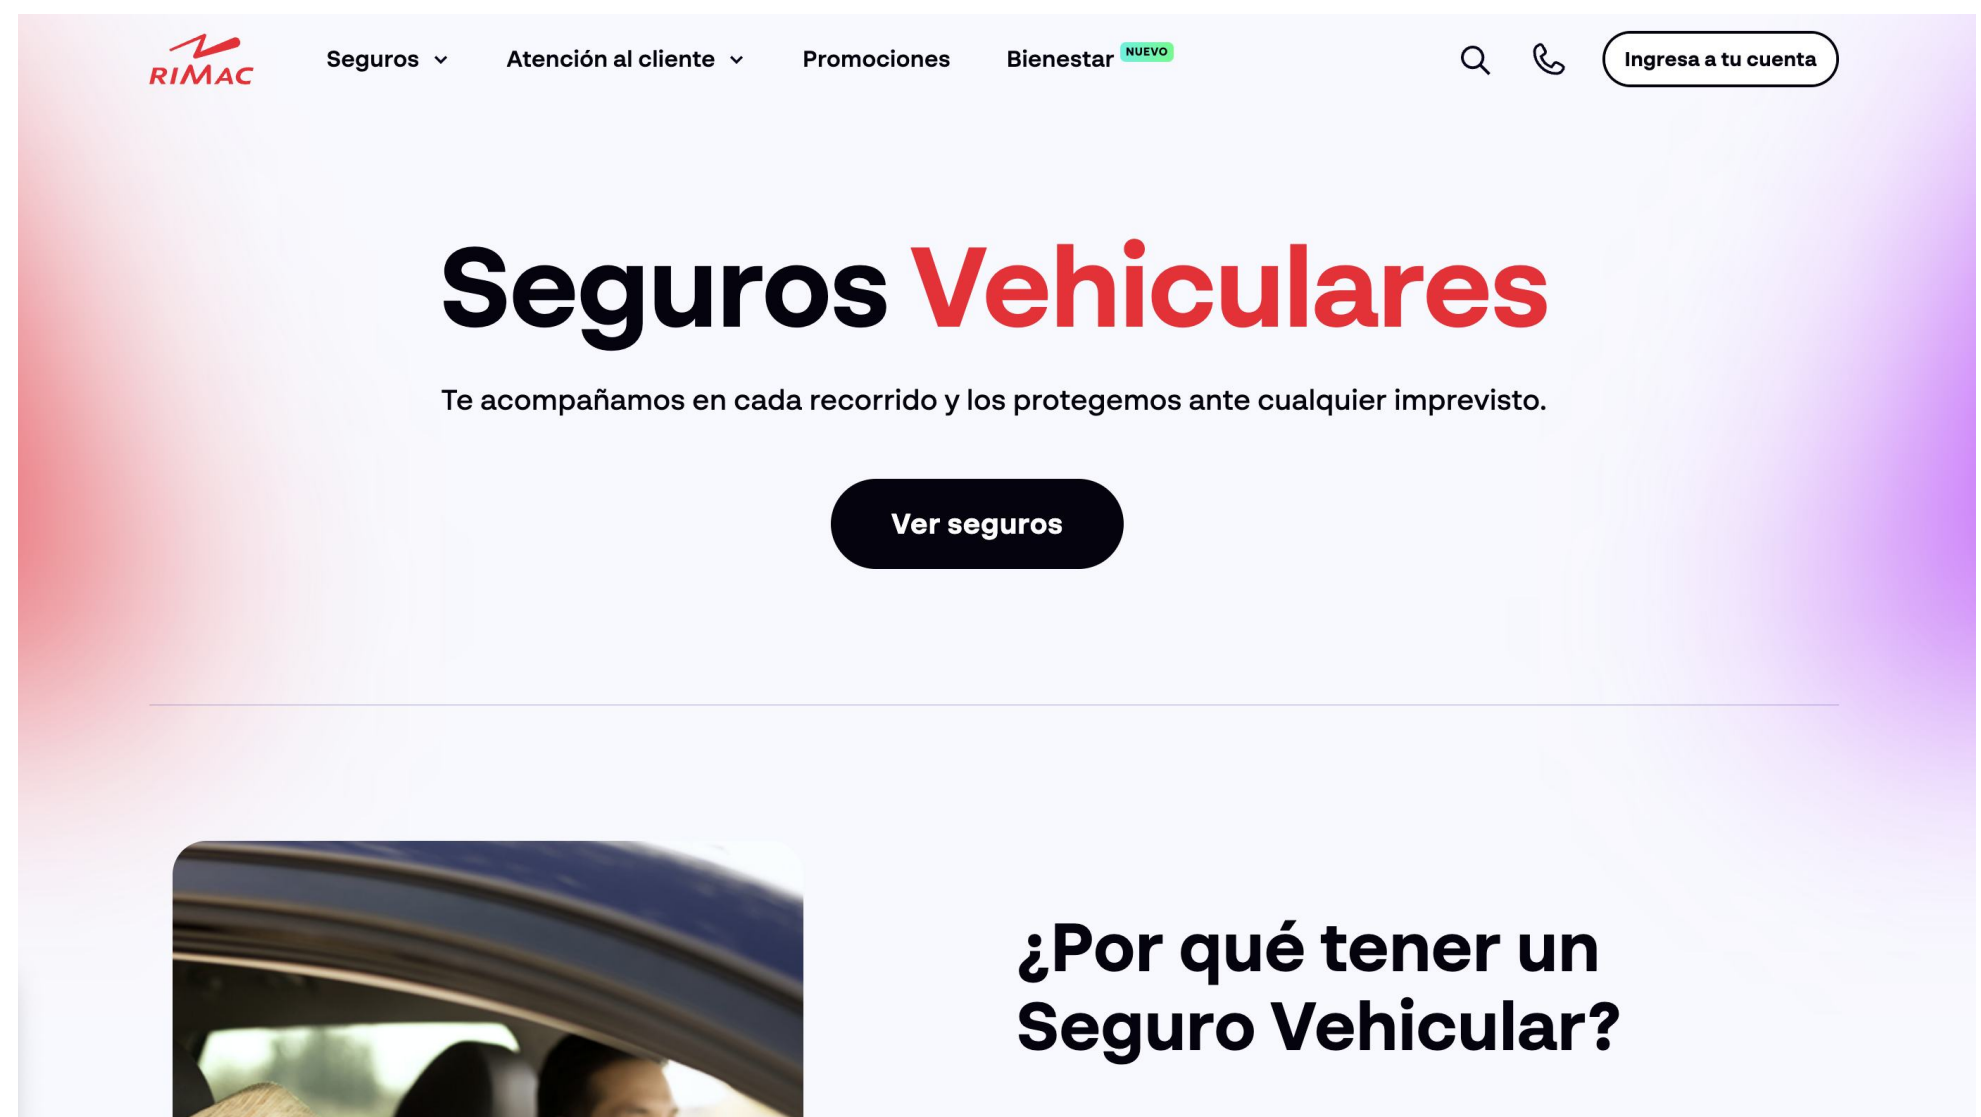 RIMAC
Seguros
Atención al cliente
Promociones
Bienestar NUEVO
Ingresa a tu cuenta
Seguros Vehiculares
Te acompañamos en cada recorrido y los protegemos ante cualquier imprevisto.
Ver seguros
¿Por qué tener un
Seguro Vehicular?